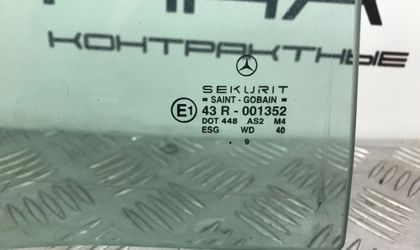 КОНТРАКТНЫЕ
SEKURIT
SAINT - GOBAIN
E1 43 R - 001352
DOT 448 AS2 M4
ESG WD 40
. 9